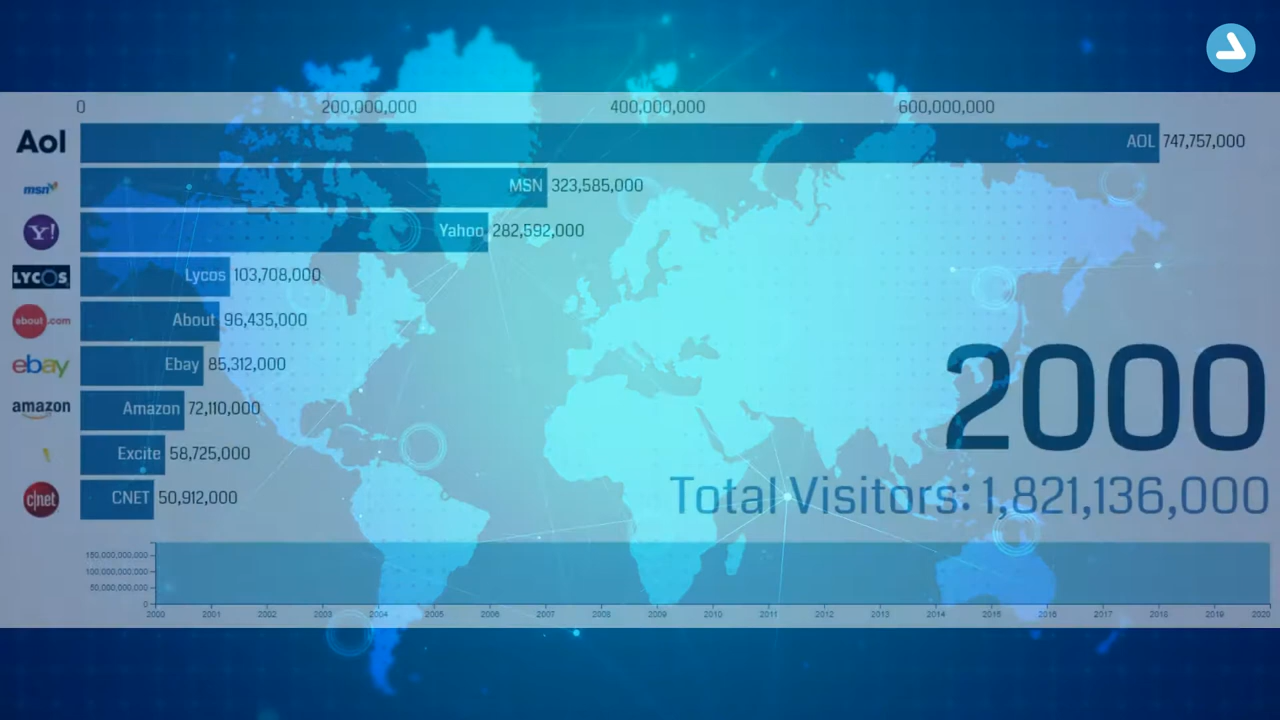 0 200,000,000 400,000,000 600,000,000
Aol AOL 747,757,000
msn MSN 323,585,000
Y! Yahoo 282,592,000
LYCOS Lycos 103,708,000
about.com About 96,435,000
ebay Ebay 85,312,000
amazon Amazon 72,110,000
Excite 58,725,000
c|net CNET 50,912,000
2000
Total Visitors: 1,821,136,000
150,000,000,000
100,000,000,000
50,000,000,000
0
2000 2001 2002 2003 2004 2005 2006 2007 2008 2009 2010 2011 2012 2013 2014 2015 2016 2017 2018 2019 2020